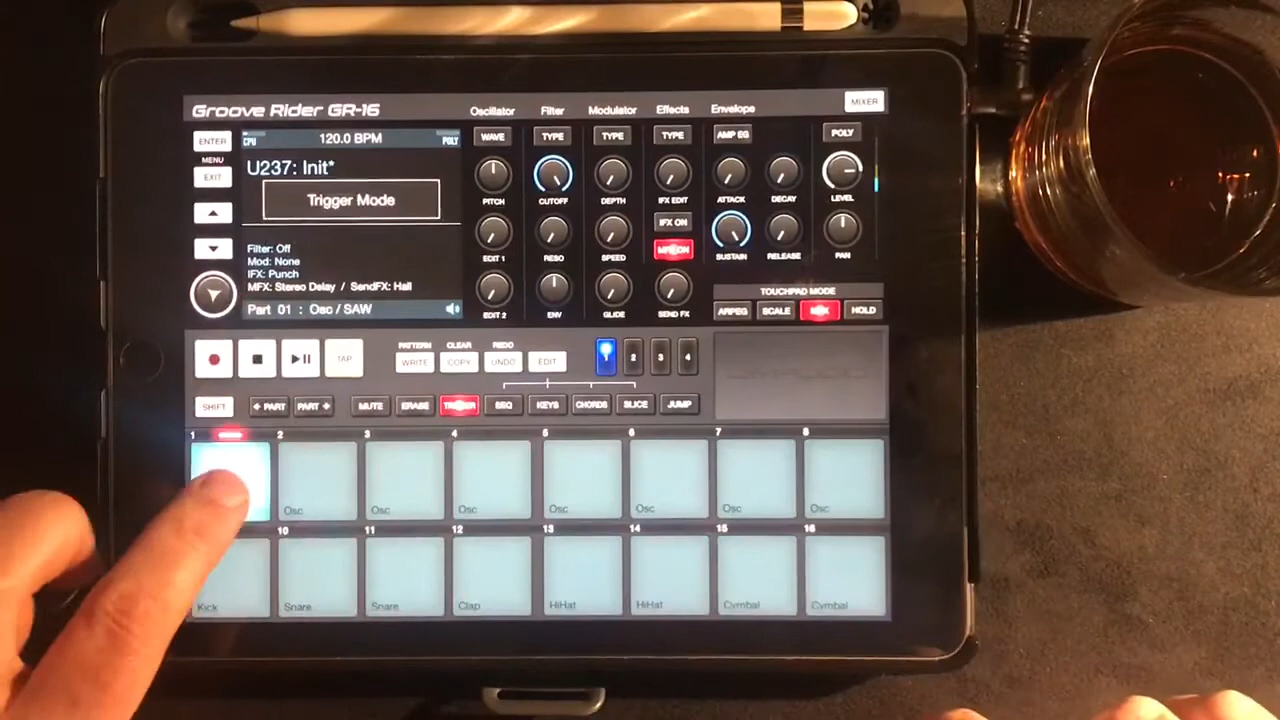 Groove Rider GR-16
Oscillator Filter Modulator Effects Envelope
MIXER
ENTER
MENU
EXIT
CPU 120.0 BPM POLY
U237: Init*
Trigger Mode
Filter: Off
Mod: None
IFX: Punch
MFX: Stereo Delay / SendFX: Hall
Part 01 : Osc / SAW
WAVE TYPE TYPE TYPE AMP EG POLY
PITCH CUTOFF DEPTH IFX EDIT ATTACK DECAY LEVEL
IFX ON
EDIT 1 RESO SPEED SUSTAIN RELEASE PAN
EDIT 2 ENV GLIDE SEND FX
TOUCHPAD MODE
ARPEG SCALE HOLD
TAP
PATTERN CLEAR REDO
WRITE COPY UNDO EDIT
1 2 3 4
SHIFT PART PART MUTE ERASE SEQ KEYS CHORDS SLICE JUMP
1 2 3 4 5 6 7 8
Osc Osc Osc Osc Osc Osc Osc
10 11 12 13 14 15 16
Kick Snare Snare Clap HiHat HiHat Cymbal Cymbal